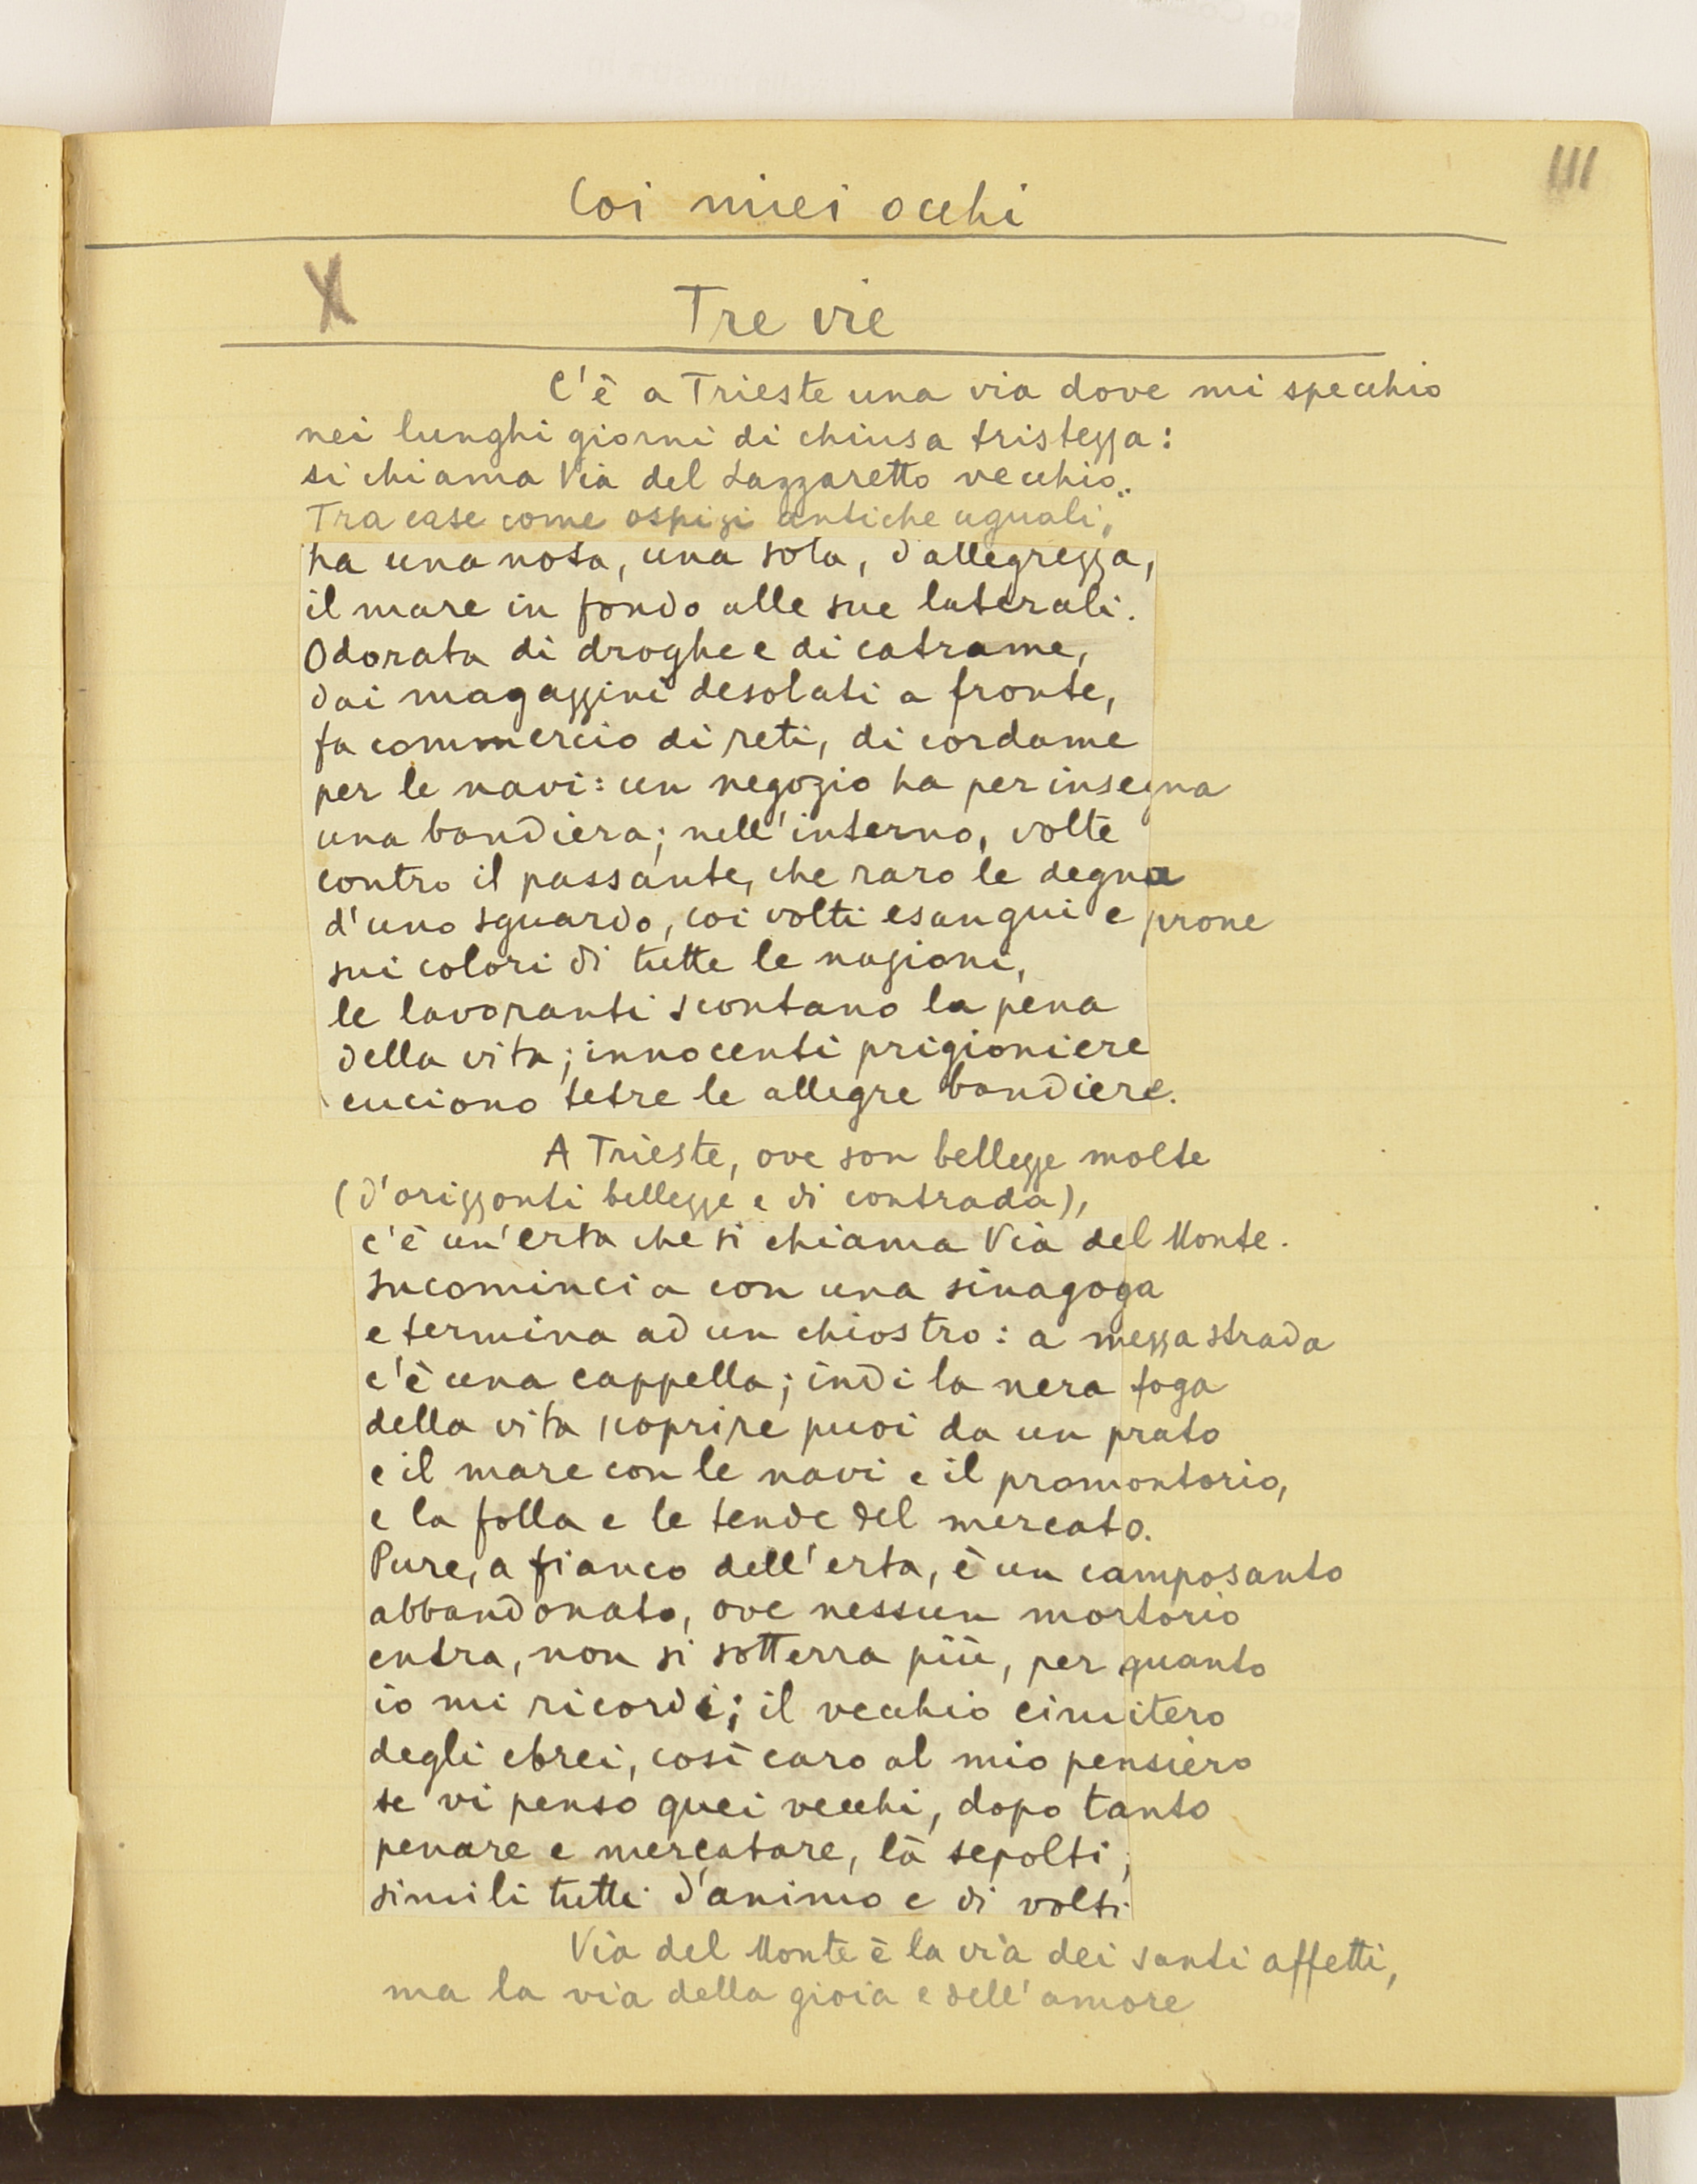 111
Coi miei occhi
X
Tre vie
C'è a Trieste una via dove mi specchio
nei lunghi giorni di chiusa tristezza:
si chiama Via del Lazzaretto vecchio.
Tra case come ospizi antiche uguali,
ha una nota, una sola, d'allegrezza,
il mare in fondo alle sue laterali.
Odorata di droghe e di catrame,
dai magazzini desolati a fronte,
fa commercio di reti, di cordame
per le navi: un negozio ha per insegna
una bandiera; nell'interno, volte
contro il passante, che raro le degna
d'uno sguardo, coi volti esangui e prone
sui colori di tutte le nazioni,
le lavoranti scontano la pena
della vita; innocenti prigioniere
cuciono tetre le allegre bandiere.
A Trieste, ove son bellezze molte
(d'orizzonti bellezze e di contrada),
c'è un'erta che si chiama Via del Monte.
Incomincia con una sinagoga
e termina ad un chiostro: a mezza strada
c'è una cappella; indi la nera foga
della vita scoprire puoi da un prato
e il mare con le navi e il promontorio,
e la folla e le tende del mercato.
Pure, a fianco dell'erta, è un camposanto
abbandonato, ove nessun mortorio
entra, non si sotterra più, per quanto
io mi ricordi; il vecchio cimitero
degli ebrei, così caro al mio pensiero
se vi penso quei vecchi, dopo tanto
penare e mercatare, là sepolti,
simili tutti d'animo e di volti.
Via del Monte è la via dei santi affetti,
ma la via della gioia e dell'amore